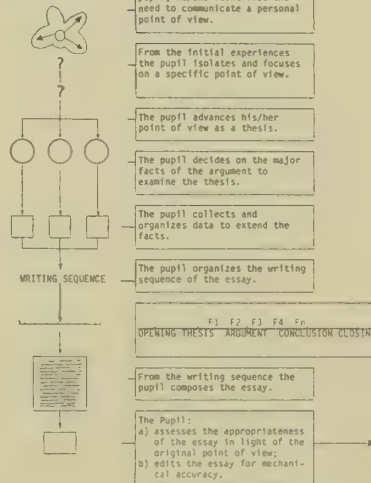 need to communicate a personal
point of view.
?
?
From the initial experiences
the pupil isolates and focuses
on a specific point of view.
The pupil advances his/her
point of view as a thesis.
The pupil decides on the major
facts of the argument to
examine the thesis.
The pupil collects and
organizes data to extend the
facts.
WRITING SEQUENCE
The pupil organizes the writing
sequence of the essay.
F1 F2 F3 F4 Fn
OPENING THESIS ARGUMENT CONCLUSION CLOSIN
From the writing sequence the
pupil composes the essay.
The Pupil:
a) assesses the appropriateness
of the essay in light of the
original point of view;
b) edits the essay for mechani-
cal accuracy.